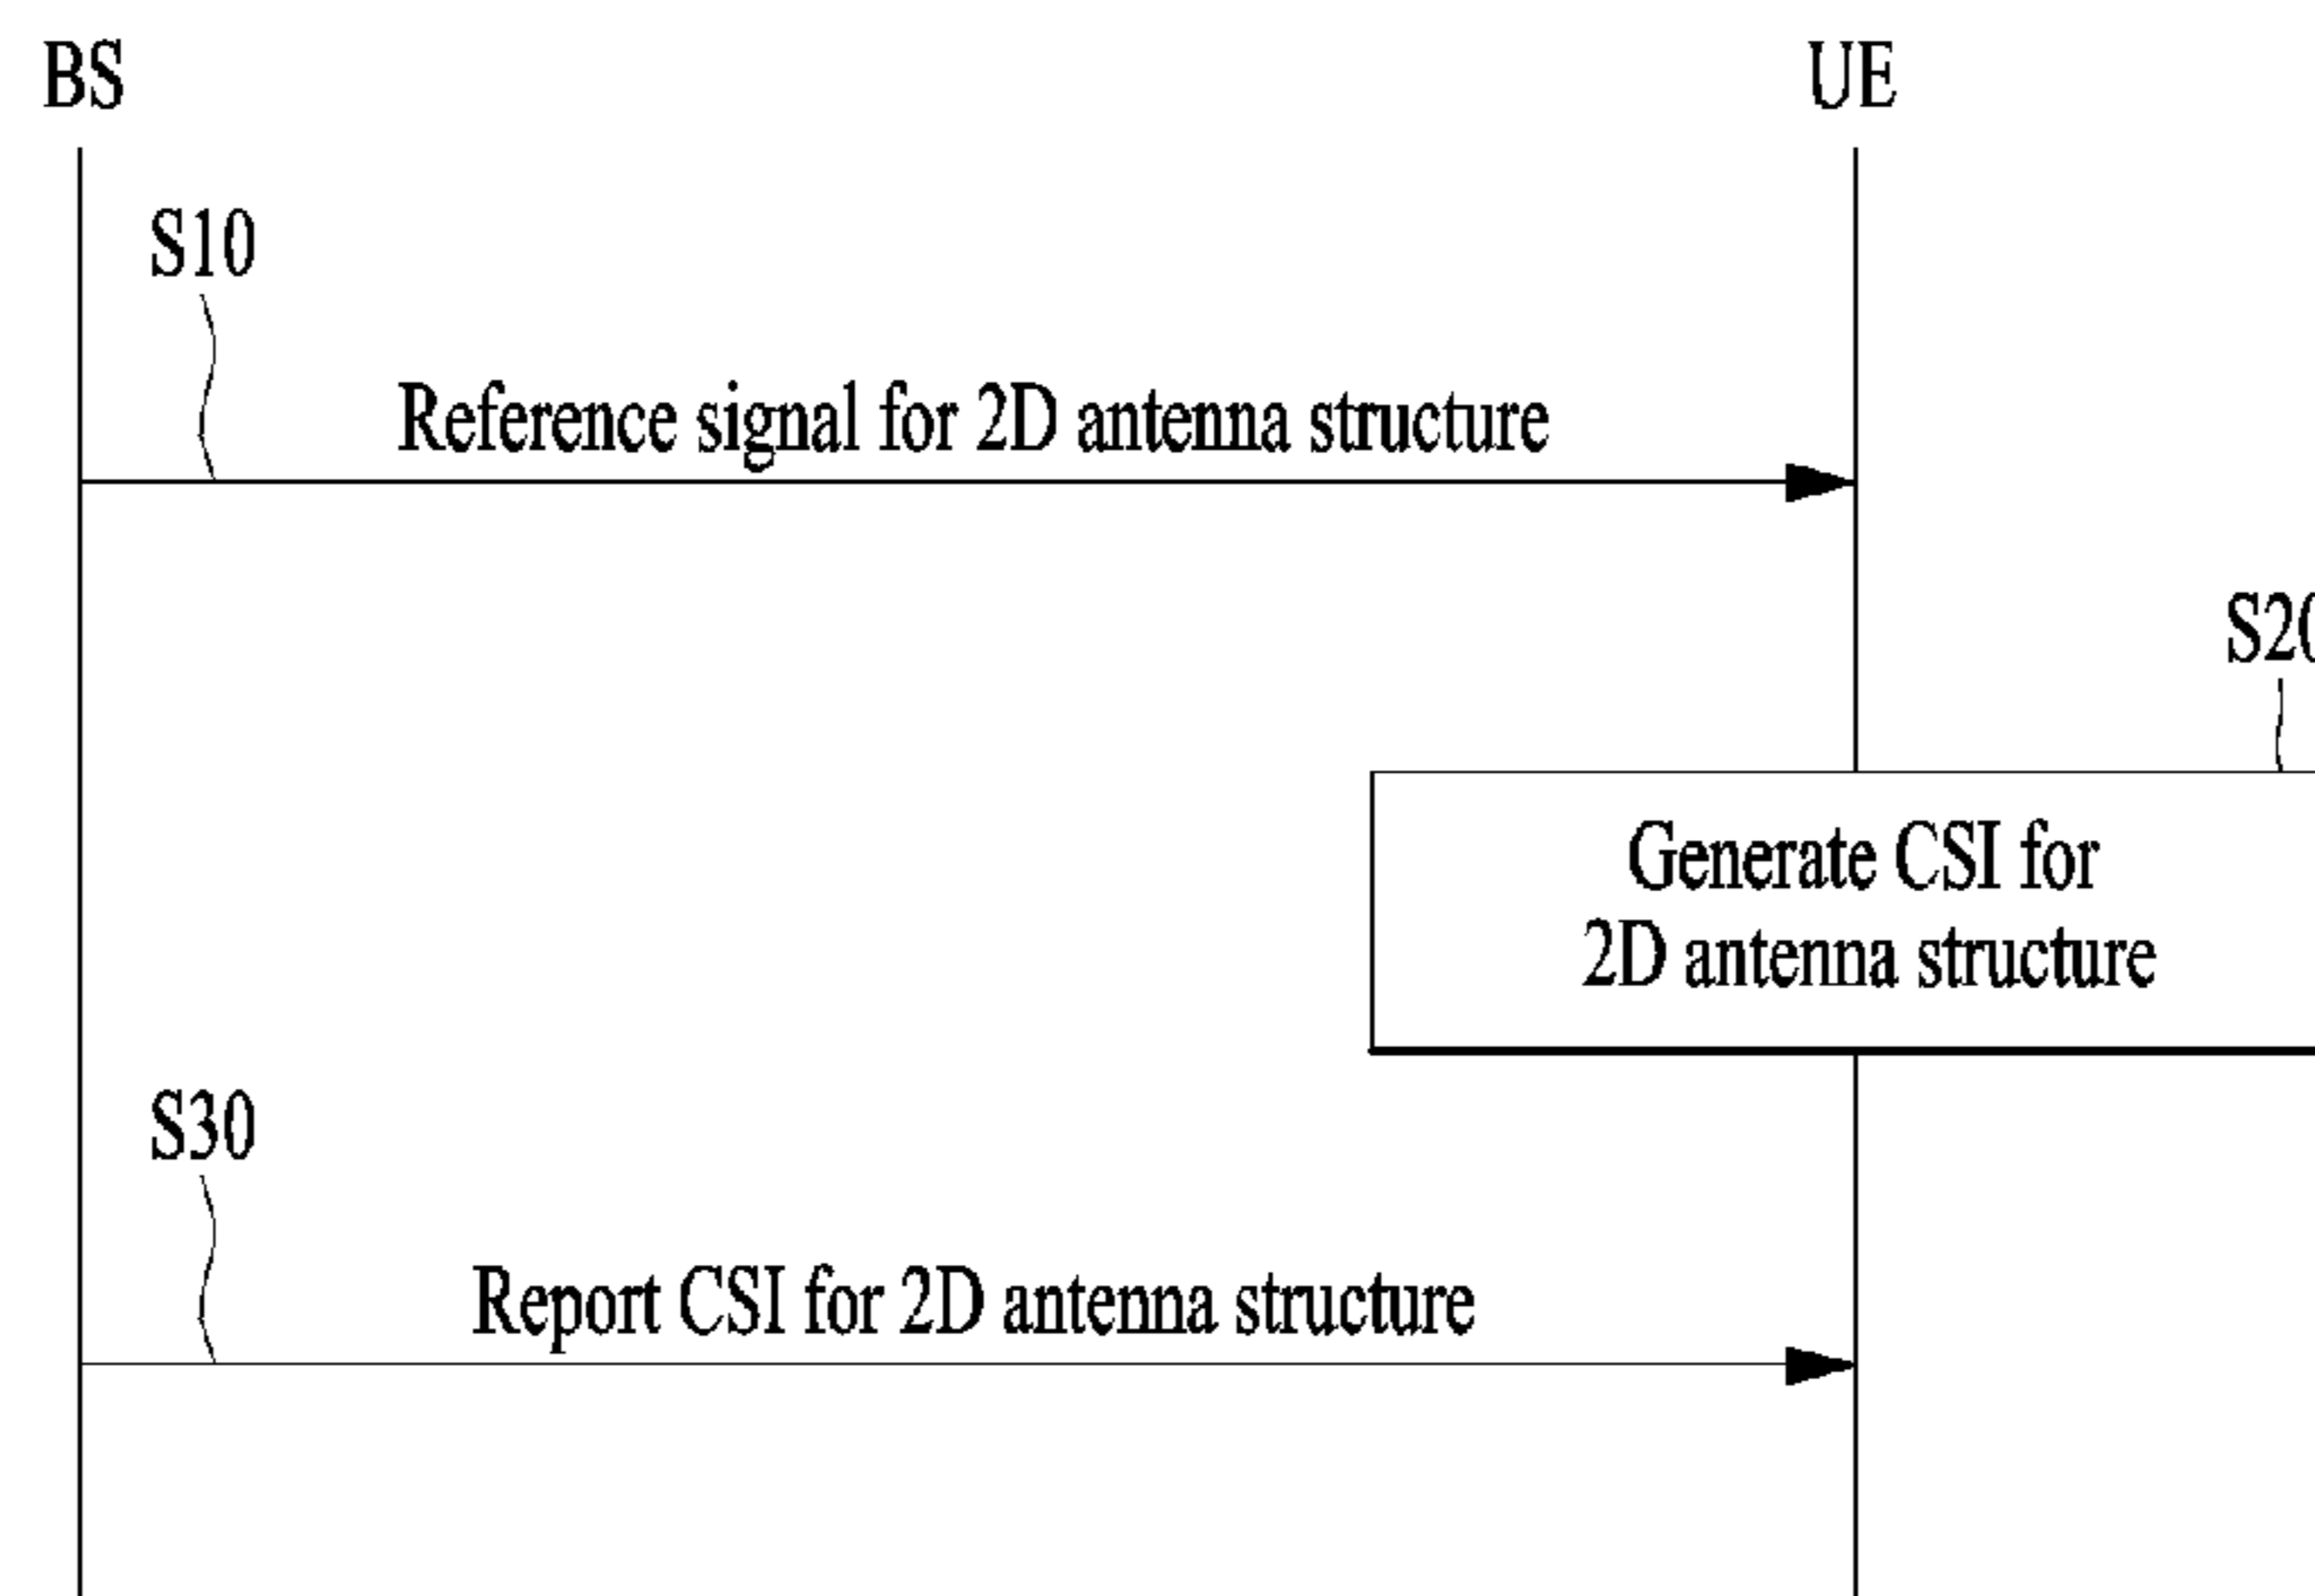 BS
UE
S10
Reference signal for 2D antenna structure
S20
Generate CSI for
2D antenna structure
S30
Report CSI for 2D antenna structure